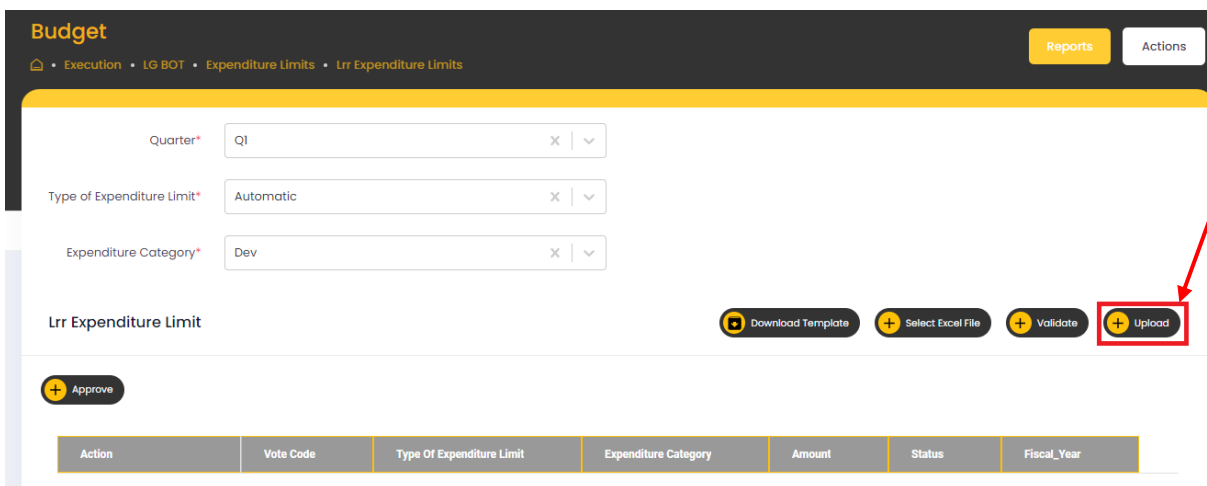 Budget
Reports
Actions
• Execution • LG BOT • Expenditure Limits • Lrr Expenditure Limits
Quarter* Q1
Type of Expenditure Limit* Automatic
Expenditure Category* Dev
Lrr Expenditure Limit
Download Template
Select Excel File
Validate
Upload
Approve
Action Vote Code Type Of Expenditure Limit Expenditure Category Amount Status Fiscal_Year